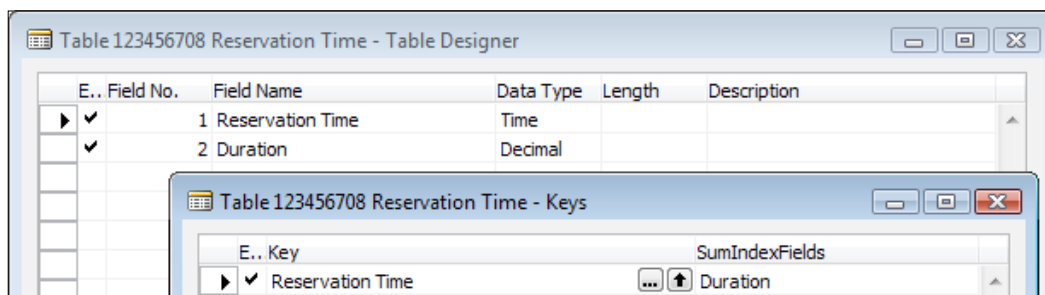 Table 123456708 Reservation Time - Table Designer
E.. Field No. Field Name Data Type Length Description
1 Reservation Time Time
2 Duration Decimal
Table 123456708 Reservation Time - Keys
E.. Key SumIndexFields
Reservation Time ... Duration